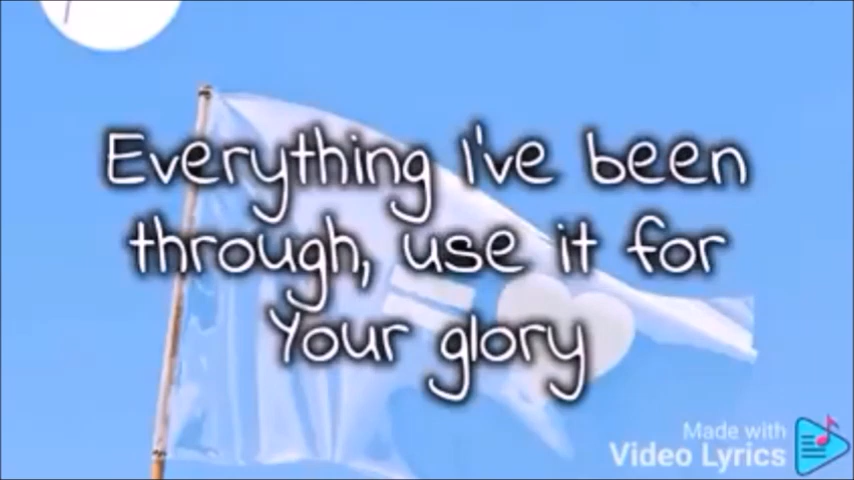 Everything I've been
through, use it for
Your glory
Made with
Video Lyrics